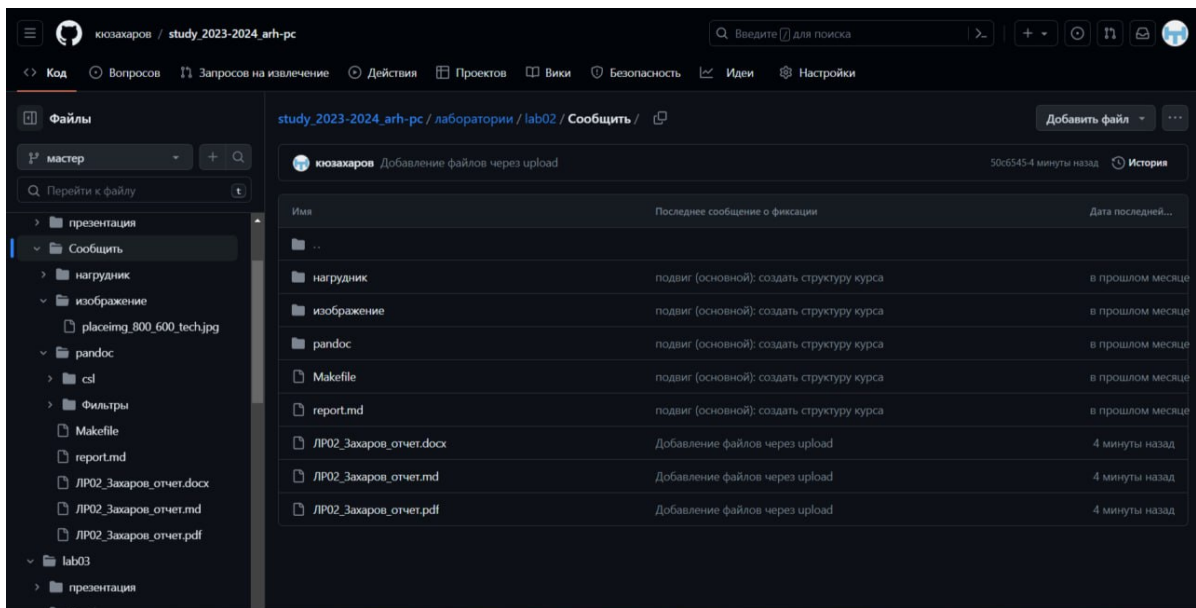 кюзахаров / study_2023-2024_arh-pc
Введите / для поиска
Код Вопросов Запросов на извлечение Действия Проектов Вики Безопасность Идеи Настройки
Файлы
мастер
Перейти к файлу t
презентация
Сообщить
нагрудник
изображение
placeimg_800_600_tech.jpg
pandoc
csl
Фильтры
Makefile
report.md
ЛР02_Захаров_отчет.docx
ЛР02_Захаров_отчет.md
ЛР02_Захаров_отчет.pdf
lab03
презентация
study_2023-2024_arh-pc / лаборатории / lab02 / Сообщить /
Добавить файл
кюзахаров Добавление файлов через upload 50c6545·4 минуты назад История
Имя Последнее сообщение о фиксации Дата последней...
..
нагрудник подвиг (основной): создать структуру курса в прошлом месяце
изображение подвиг (основной): создать структуру курса в прошлом месяце
pandoc подвиг (основной): создать структуру курса в прошлом месяце
Makefile подвиг (основной): создать структуру курса в прошлом месяце
report.md подвиг (основной): создать структуру курса в прошлом месяце
ЛР02_Захаров_отчет.docx Добавление файлов через upload 4 минуты назад
ЛР02_Захаров_отчет.md Добавление файлов через upload 4 минуты назад
ЛР02_Захаров_отчет.pdf Добавление файлов через upload 4 минуты назад